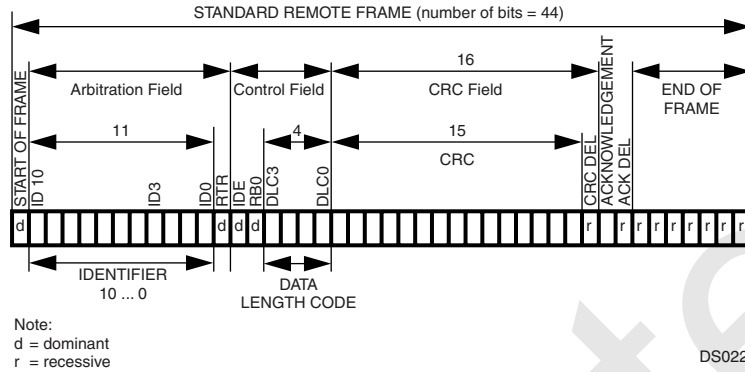 STANDARD REMOTE FRAME (number of bits = 44)
16
Arbitration Field
Control Field
CRC Field
END OF
FRAME
11
4
15
CRC
START OF FRAME
ID 10
ID3
ID0
RTR
IDE
RB0
DLC3
DLC0
CRC DEL
ACKNOWLEDGEMENT
ACK DEL
d d d d r r r r r r r r r
IDENTIFIER
10 ... 0
DATA
LENGTH CODE
Note:
d = dominant
r = recessive
DS022